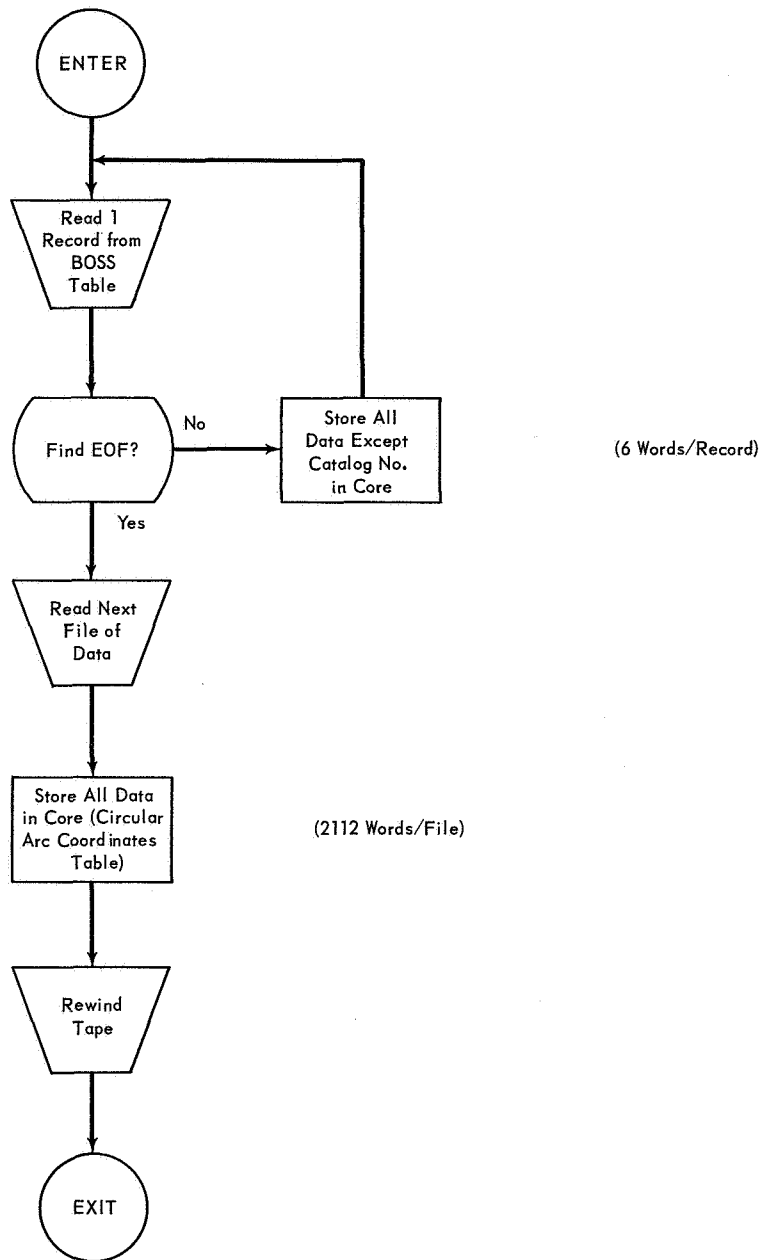 ENTER
Read 1
Record from
BOSS
Table
Find EOF?
No
Store All
Data Except
Catalog No.
in Core
(6 Words/Record)
Yes
Read Next
File of
Data
Store All Data
in Core (Circular
Arc Coordinates
Table)
(2112 Words/File)
Rewind
Tape
EXIT